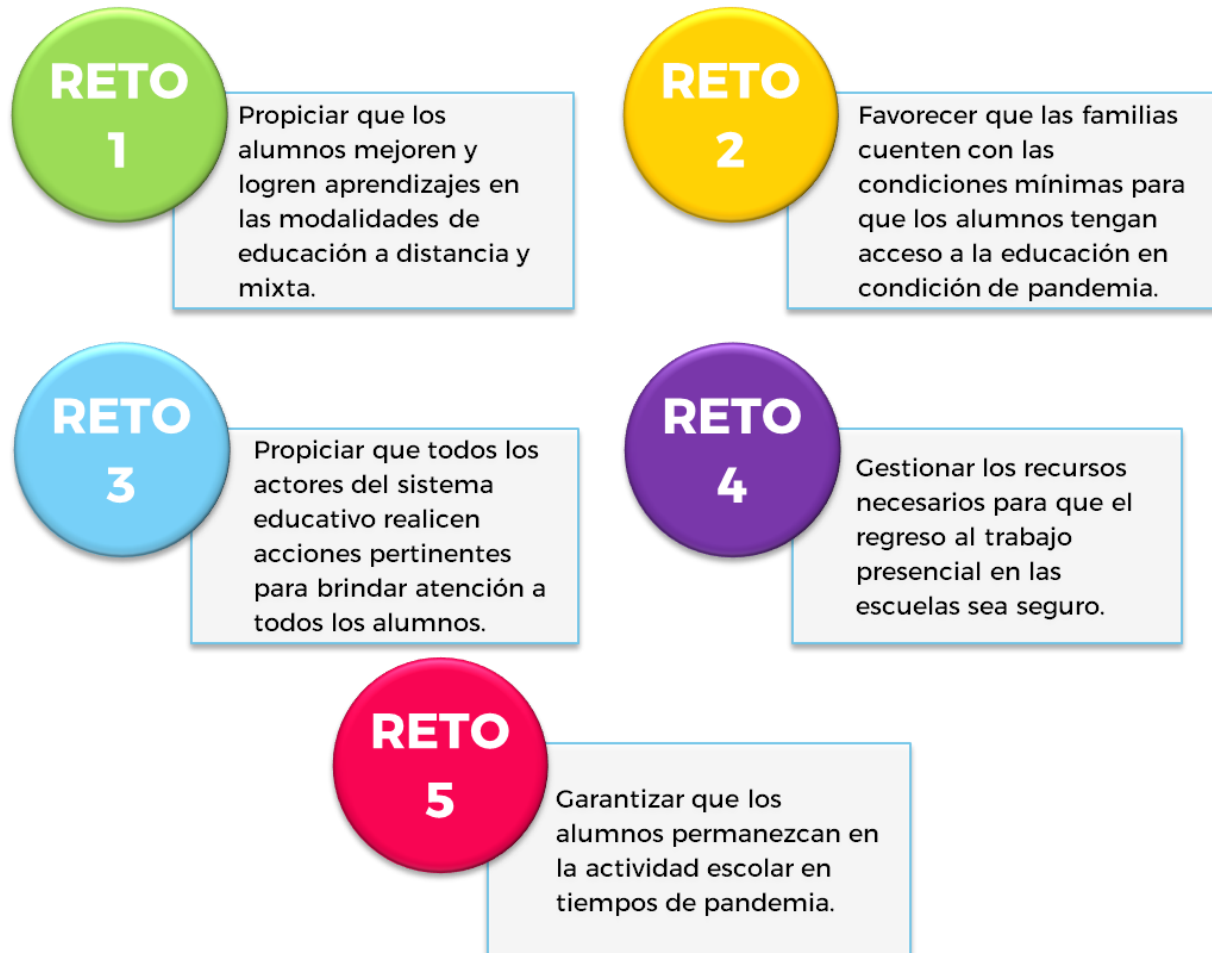 RETO
1
Propiciar que los
alumnos mejoren y
logren aprendizajes en
las modalidades de
educación a distancia y
mixta.
RETO
2
Favorecer que las familias
cuenten con las
condiciones mínimas para
que los alumnos tengan
acceso a la educación en
condición de pandemia.
RETO
3
Propiciar que todos los
actores del sistema
educativo realicen
acciones pertinentes
para brindar atención a
todos los alumnos.
RETO
4
Gestionar los recursos
necesarios para que el
regreso al trabajo
presencial en las
escuelas sea seguro.
RETO
5
Garantizar que los
alumnos permanezcan en
la actividad escolar en
tiempos de pandemia.